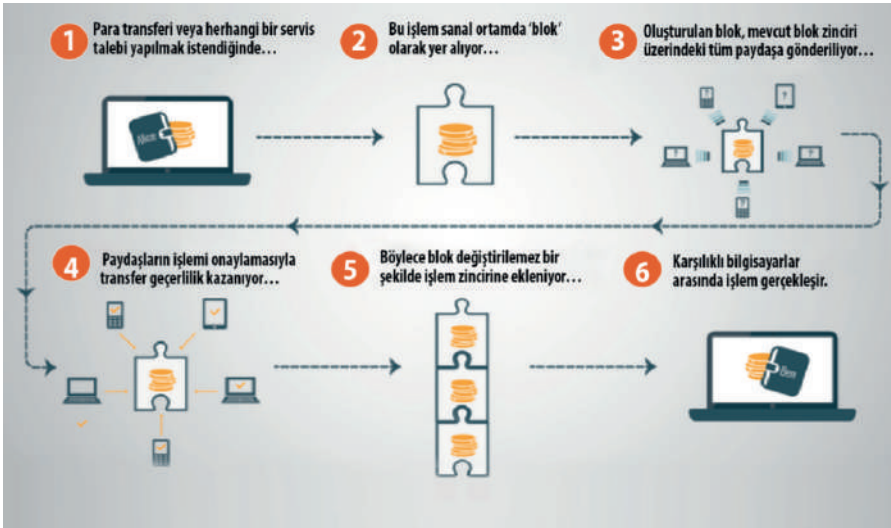 1
Para transferi veya herhangi bir servis
talebi yapılmak istendiğinde…
2
Bu işlem sanal ortamda ‘blok’
olarak yer alıyor…
3
Oluşturulan blok, mevcut blok zinciri
üzerindeki tüm paydaşa gönderiliyor…
?
?
?
?
?
4
Paydaşların işlemi onaylamasıyla
transfer geçerlilik kazanıyor…
5
Böylece blok değiştirilemez bir
şekilde işlem zincirine ekleniyor…
6
Karşılıklı bilgisayarlar
arasında işlem gerçekleşir.